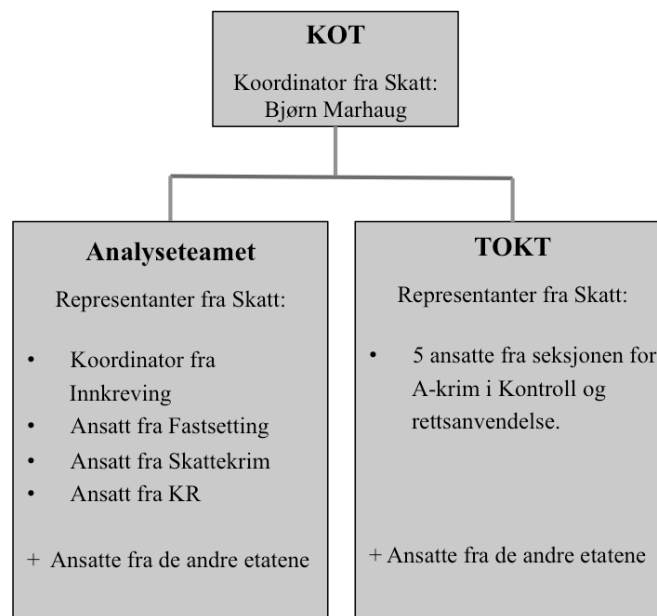 KOT
Koordinator fra Skatt:
Bjørn Marhaug
Analyseteamet
Representanter fra Skatt:
• Koordinator fra
Innkreving
• Ansatt fra Fastsetting
• Ansatt fra Skattekrim
• Ansatt fra KR
+ Ansatte fra de andre etatene
TOKT
Representanter fra Skatt:
• 5 ansatte fra seksjonen for
A-krim i Kontroll og
rettsanvendelse.
+ Ansatte fra de andre etatene